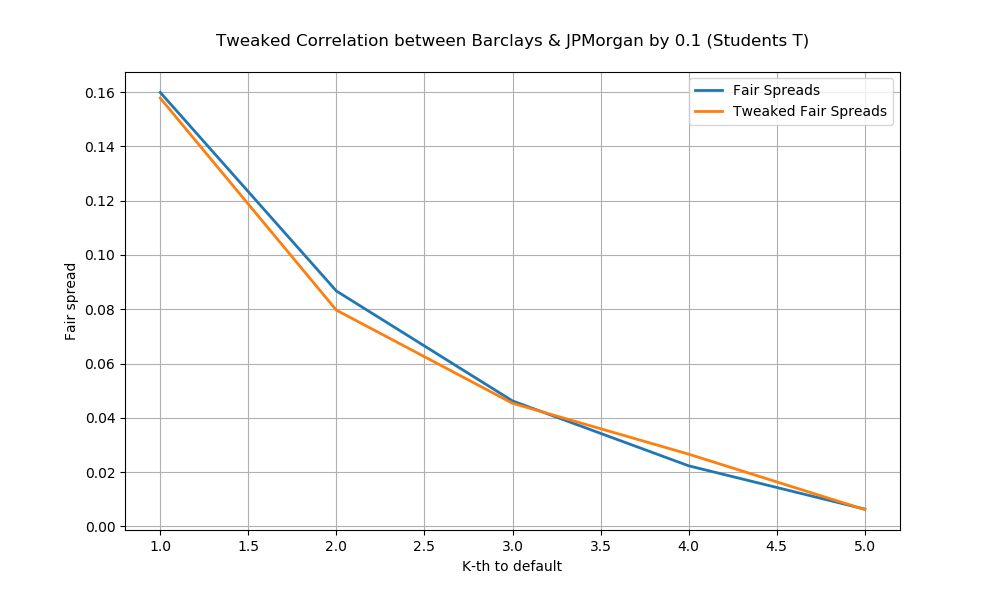 Tweaked Correlation between Barclays & JPMorgan by 0.1 (Students T)
Fair Spreads
Tweaked Fair Spreads
Fair spread
0.16
0.14
0.12
0.10
0.08
0.06
0.04
0.02
0.00
1.0 1.5 2.0 2.5 3.0 3.5 4.0 4.5 5.0
K-th to default